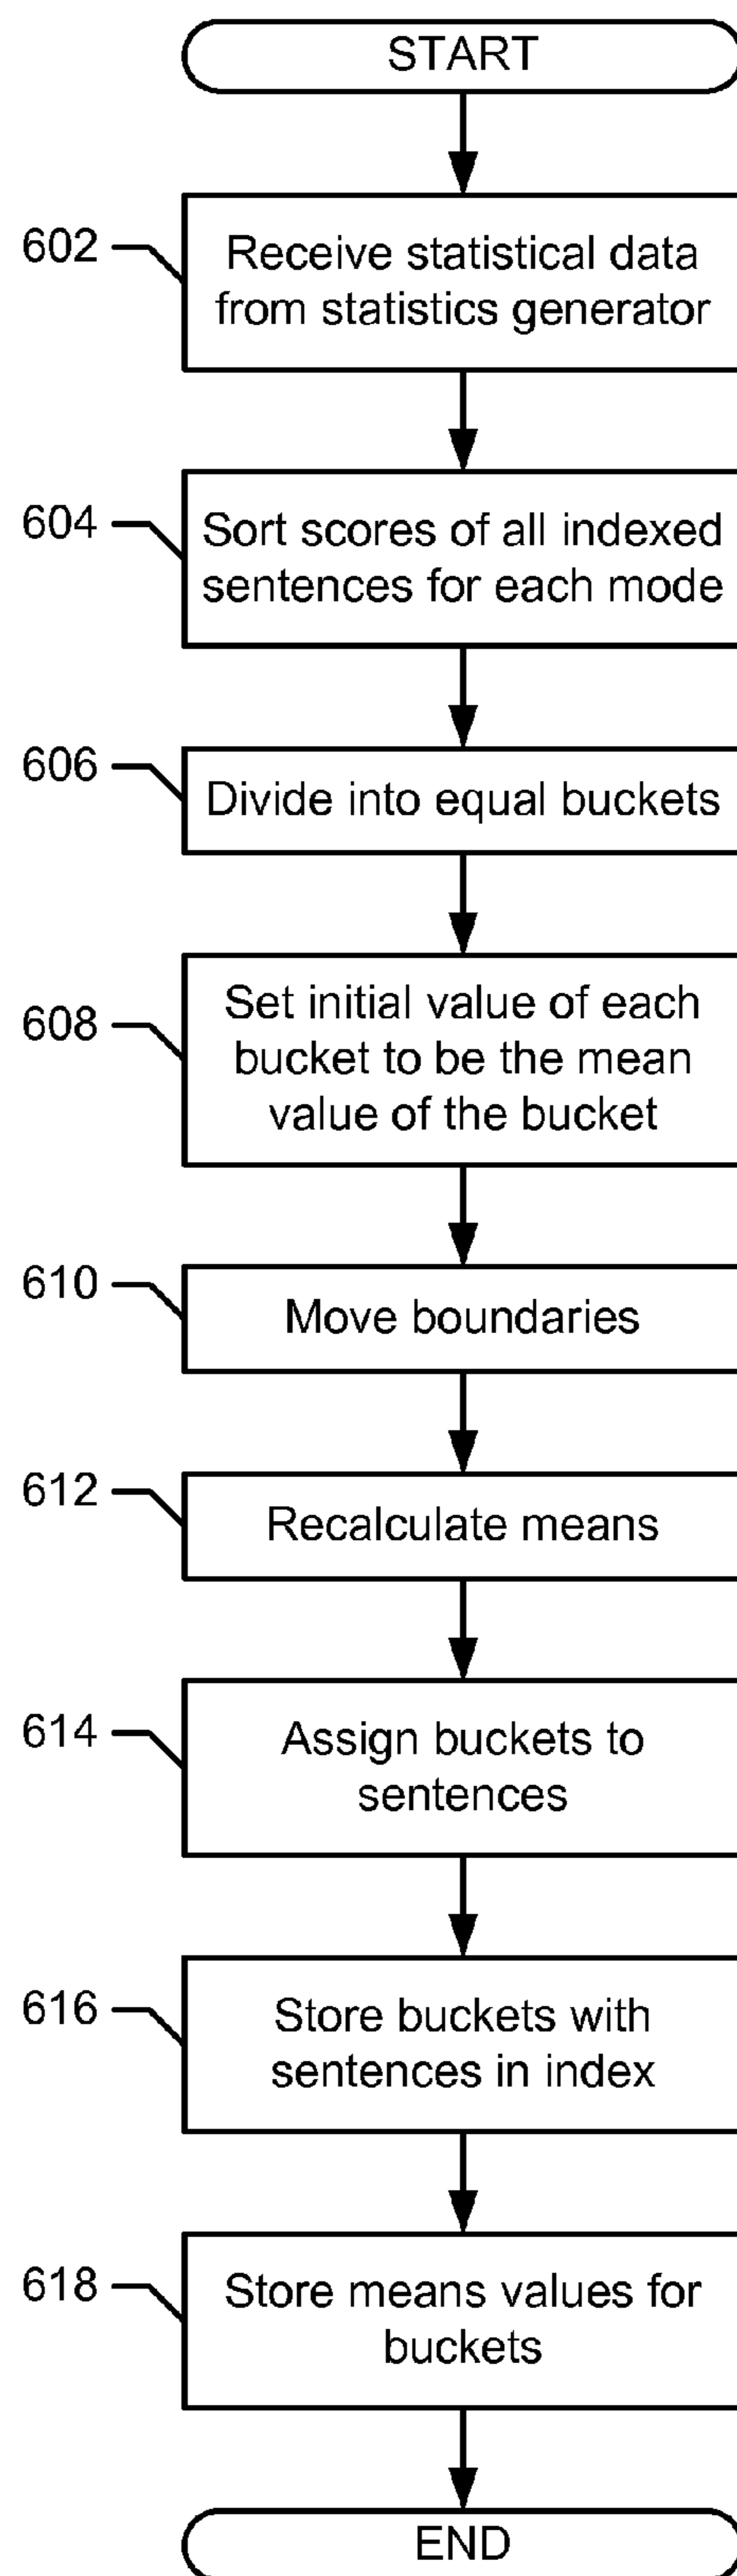 START
602
Receive statistical data
from statistics generator
604
Sort scores of all indexed
sentences for each mode
606
Divide into equal buckets
608
Set initial value of each
bucket to be the mean
value of the bucket
610
Move boundaries
612
Recalculate means
614
Assign buckets to
sentences
616
Store buckets with
sentences in index
618
Store means values for
buckets
END